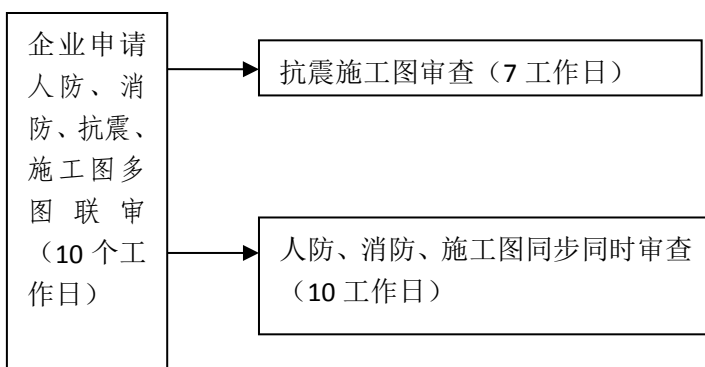 企业申请
人防、消
防、抗震、
施工图多
图联审
（10 个工
作日）
抗震施工图审查（7 工作日）
人防、消防、施工图同步同时审查
（10 工作日）